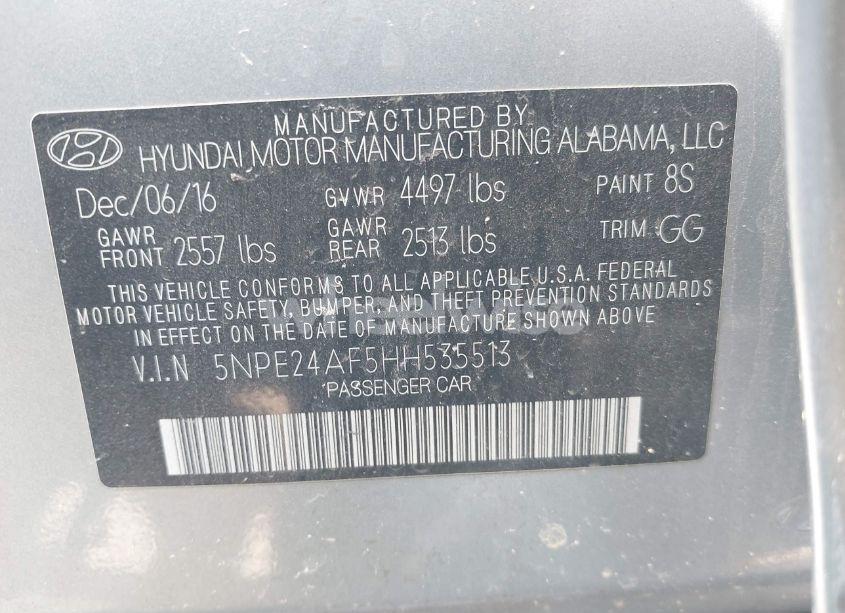 MANUFACTURED BY
HYUNDAI MOTOR MANUFACTURING ALABAMA, LLC
Dec/06/16 GVWR 4497 lbs PAINT 8S
GAWR FRONT 2557 lbs GAWR REAR 2513 lbs TRIM GG
THIS VEHICLE CONFORMS TO ALL APPLICABLE U.S.A. FEDERAL
MOTOR VEHICLE SAFETY, BUMPER, AND THEFT PREVENTION STANDARDS
IN EFFECT ON THE DATE OF MANUFACTURE SHOWN ABOVE
V.I.N 5NPE24AF5HH535513
PASSENGER CAR